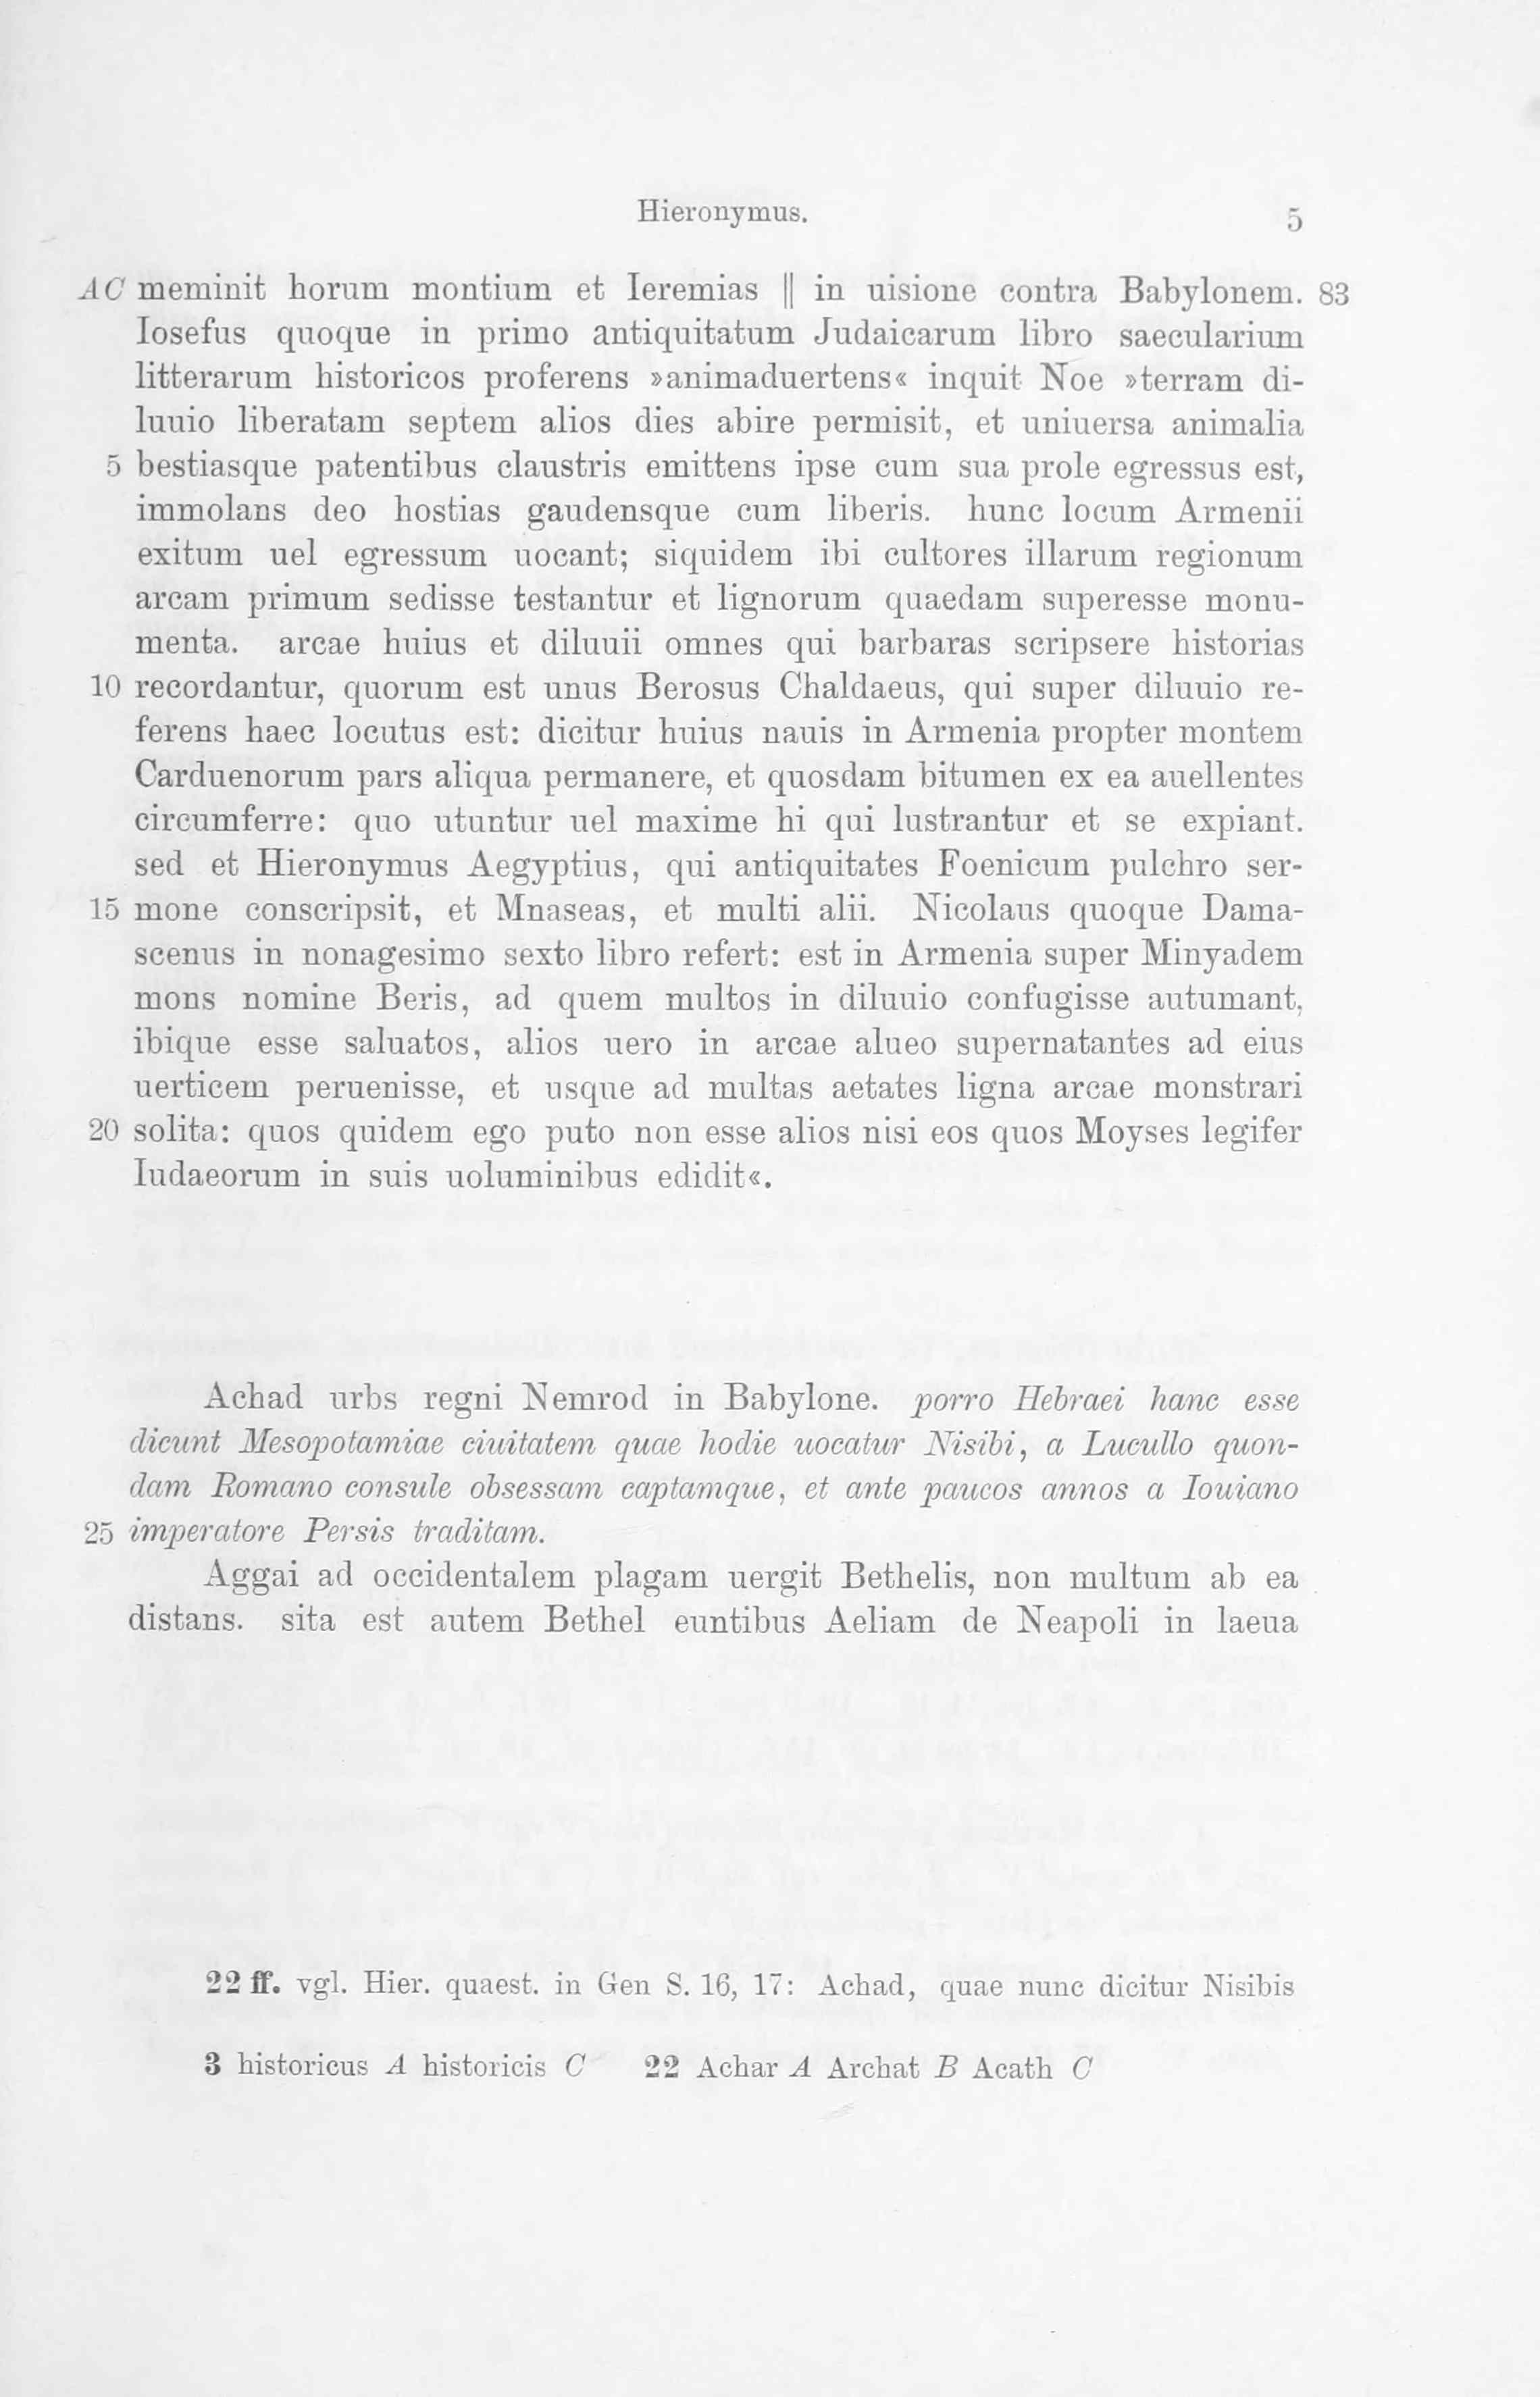 Hieronymus. 5
AC meminit horum montium et Ieremias || in uisione contra Babylonem. 83
Iosefus quoque in primo antiquitatum Judaicarum libro saecularium
litterarum historicos proferens »animaduertens« inquit Noe »terram di-
luuio liberatam septem alios dies abire permisit, et uniuersa animalia
5 bestiasque patentibus claustris emittens ipse cum sua prole egressus est,
immolans deo hostias gaudensque cum liberis. hunc locum Armenii
exitum uel egressum uocant; siquidem ibi cultores illarum regionum
arcam primum sedisse testantur et lignorum quaedam superesse monu-
menta. arcae huius et diluuii omnes qui barbaras scripsere historias
10 recordantur, quorum est unus Berosus Chaldaeus, qui super diluuio re-
ferens haec locutus est: dicitur huius nauis in Armenia propter montem
Carduenorum pars aliqua permanere, et quosdam bitumen ex ea auellentes
circumferre: quo utuntur uel maxime hi qui lustrantur et se expiant.
sed et Hieronymus Aegyptius, qui antiquitates Foenicum pulchro ser-
15 mone conscripsit, et Mnaseas, et multi alii. Nicolaus quoque Dama-
scenus in nonagesimo sexto libro refert: est in Armenia super Minyadem
mons nomine Beris, ad quem multos in diluuio confugisse autumant,
ibique esse saluatos, alios uero in arcae alueo supernatantes ad eius
uerticem peruenisse, et usque ad multas aetates ligna arcae monstrari
20 solita: quos quidem ego puto non esse alios nisi eos quos Moyses legifer
Iudaeorum in suis uoluminibus edidit«.
Achad urbs regni Nemrod in Babylone. porro Hebraei hanc esse
dicunt Mesopotamiae ciuitatem quae hodie uocatur Nisibi, a Lucullo quon-
dam Romano consule obsessam captamque, et ante paucos annos a Iouiano
25 imperatore Persis traditam.
Aggai ad occidentalem plagam uergit Bethelis, non multum ab ea
distans. sita est autem Bethel euntibus Aeliam de Neapoli in laeua
22 ff. vgl. Hier. quaest. in Gen S. 16, 17: Achad, quae nunc dicitur Nisibis
3 historicus A historicis C 22 Achar A Archat B Acath C